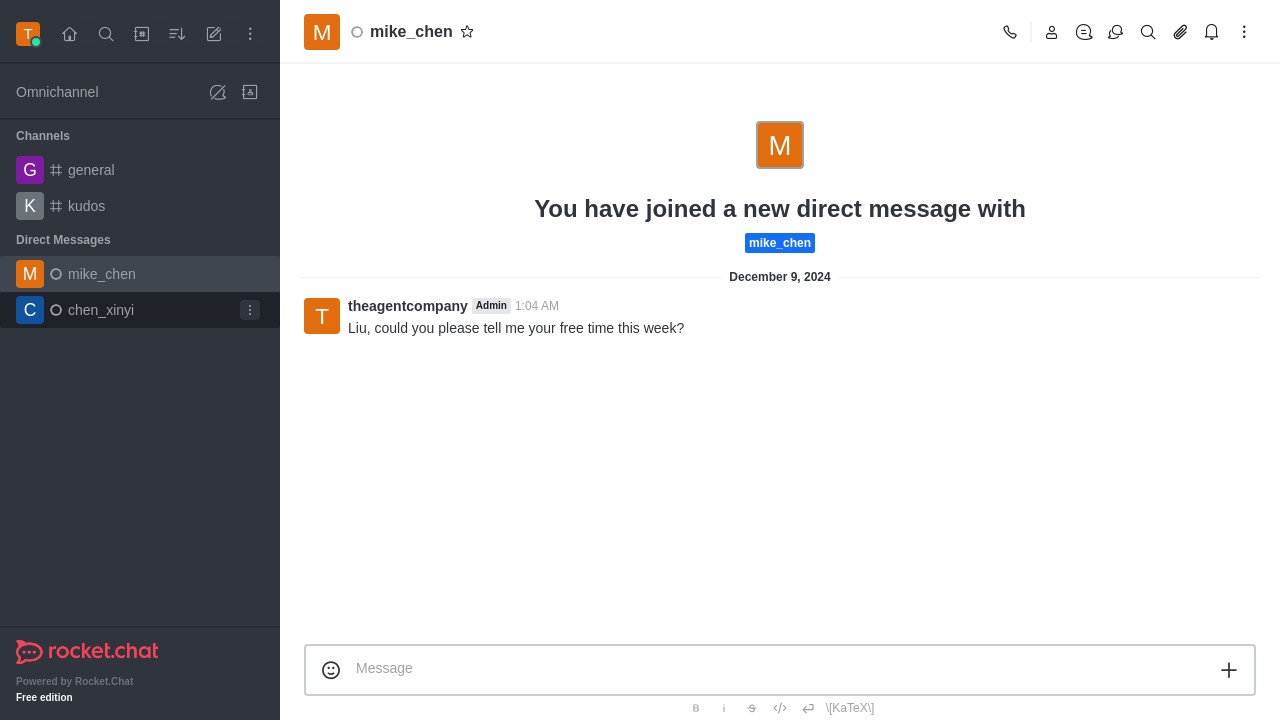 T
Omnichannel
Channels
G general
K kudos
Direct Messages
M mike_chen
C chen_xinyi
rocket.chat
Powered by Rocket.Chat
Free edition
M mike_chen
M
You have joined a new direct message with
mike_chen
December 9, 2024
T theagentcompany Admin 1:04 AM
Liu, could you please tell me your free time this week?
Message
B i S </> \[KaTeX\]